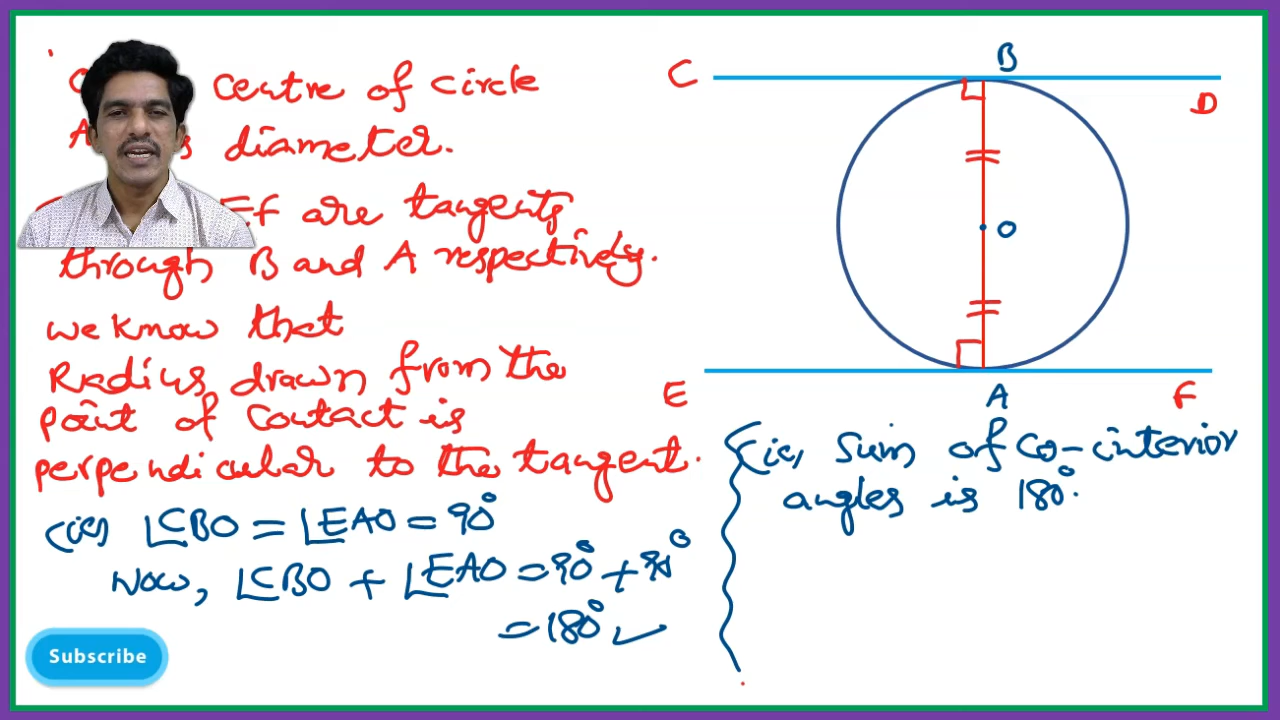 centre of circle
diameter.
Ef are tangents
through B and A respectively.
we know that
Radius drawn from the
point of contact is
perpendicular to the tangent.
(ie) ∠CBO = ∠EAO = 90°
Now, ∠CBO + ∠EAO = 90° + 90°
= 180° ✓
Subscribe
B
C
D
O
E
A
F
(ie, sum of co-interior
angles is 180°.